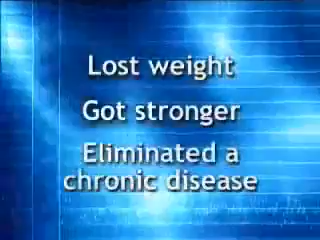 Lost weight
Got stronger
Eliminated a
chronic disease